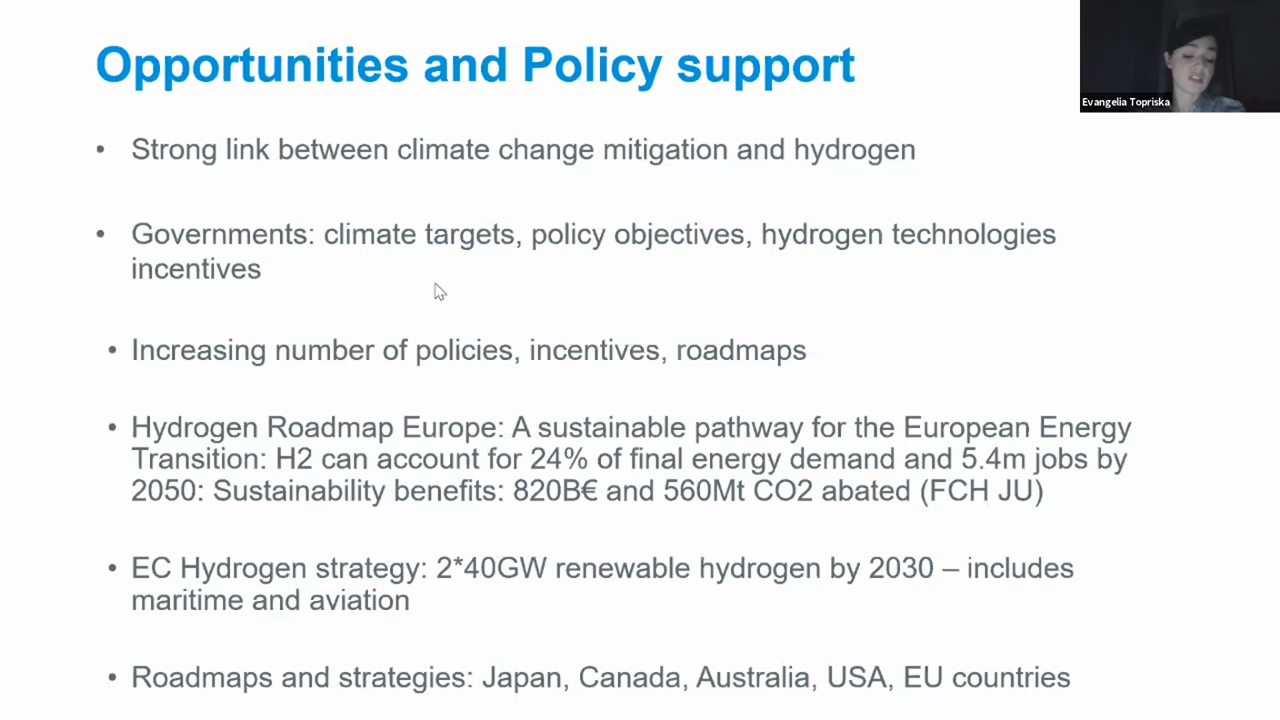 Opportunities and Policy support
Evangelia Topriska
• Strong link between climate change mitigation and hydrogen
• Governments: climate targets, policy objectives, hydrogen technologies
incentives
• Increasing number of policies, incentives, roadmaps
• Hydrogen Roadmap Europe: A sustainable pathway for the European Energy
Transition: H2 can account for 24% of final energy demand and 5.4m jobs by
2050: Sustainability benefits: 820B€ and 560Mt CO2 abated (FCH JU)
• EC Hydrogen strategy: 2*40GW renewable hydrogen by 2030 – includes
maritime and aviation
• Roadmaps and strategies: Japan, Canada, Australia, USA, EU countries